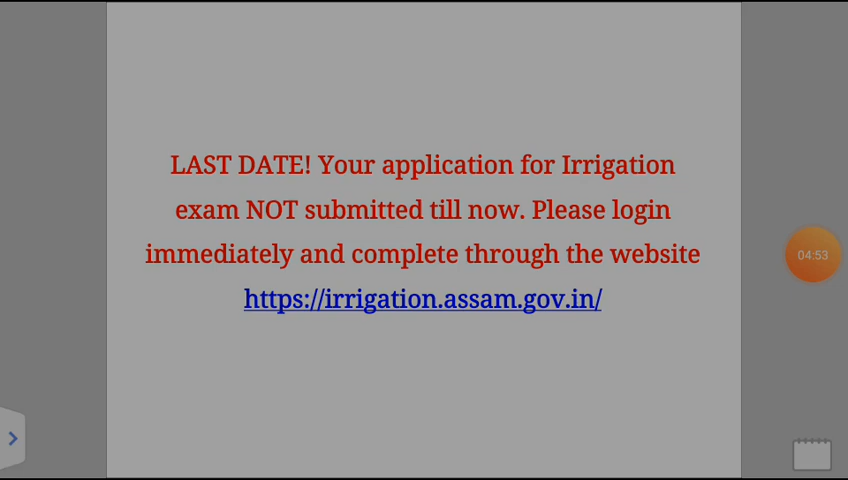 LAST DATE! Your application for Irrigation
exam NOT submitted till now. Please login
immediately and complete through the website
https://irrigation.assam.gov.in/
04:53